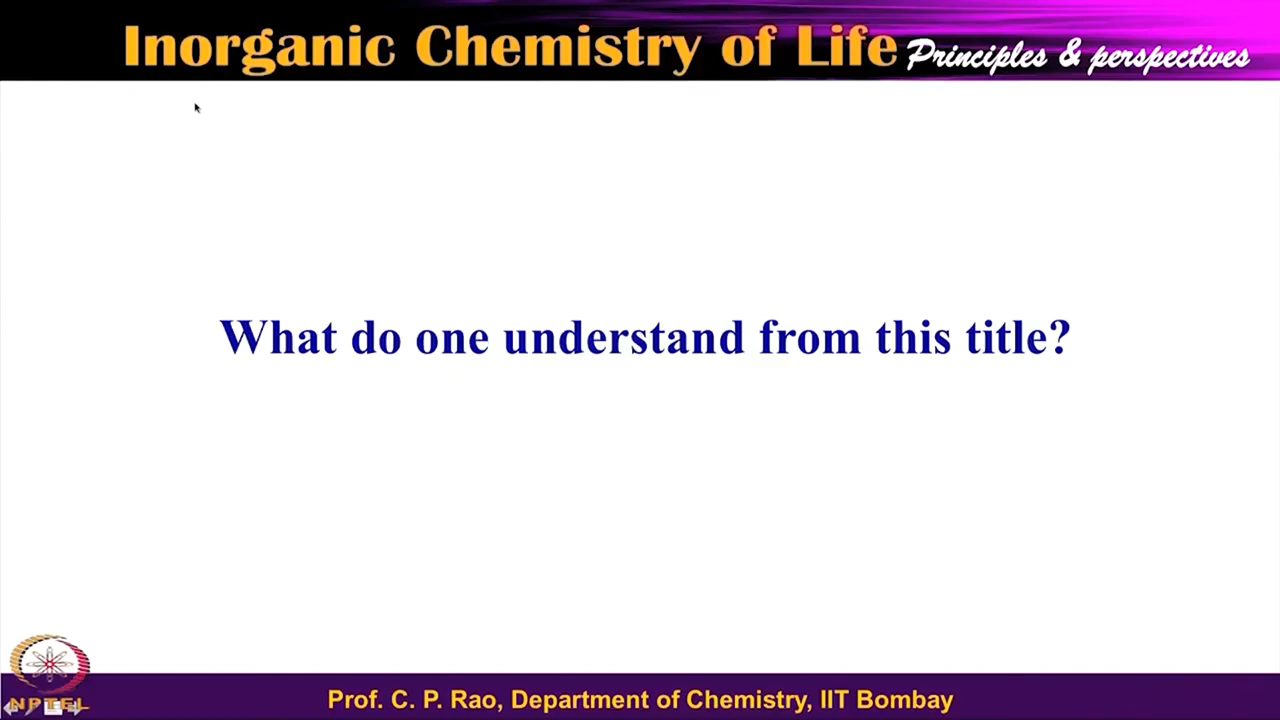 Inorganic Chemistry of Life Principles & perspectives
What do one understand from this title?
NPTEL
Prof. C. P. Rao, Department of Chemistry, IIT Bombay